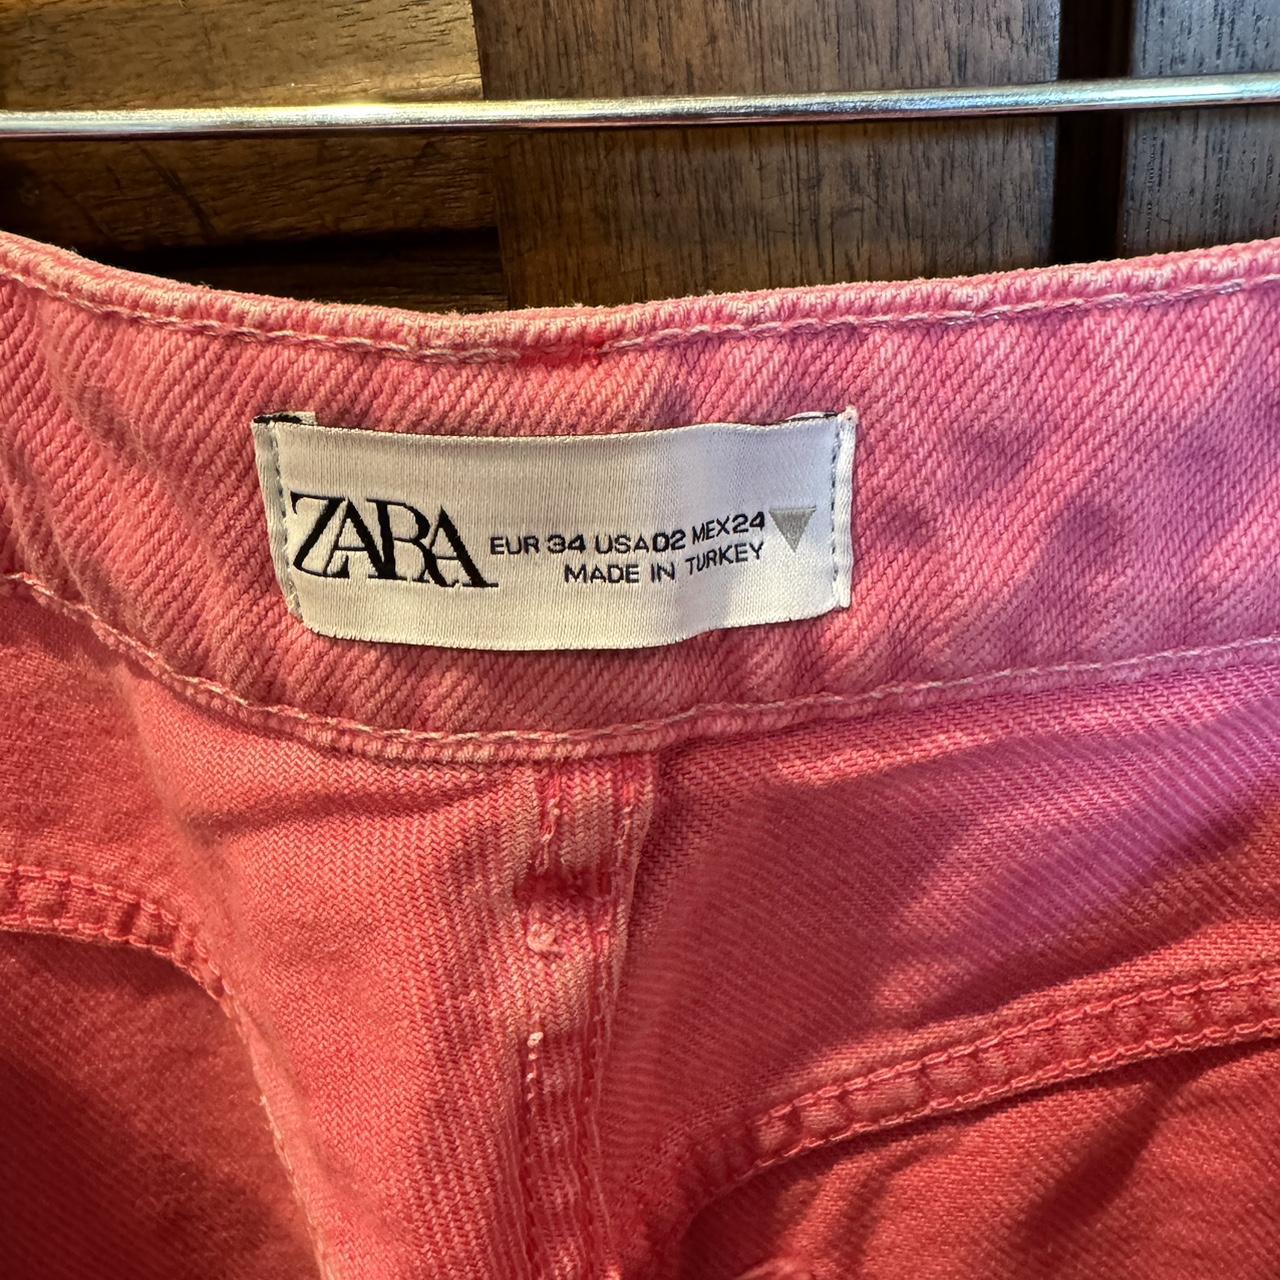 ZARA
EUR 34 USA 02 MEX 24
MADE IN TURKEY